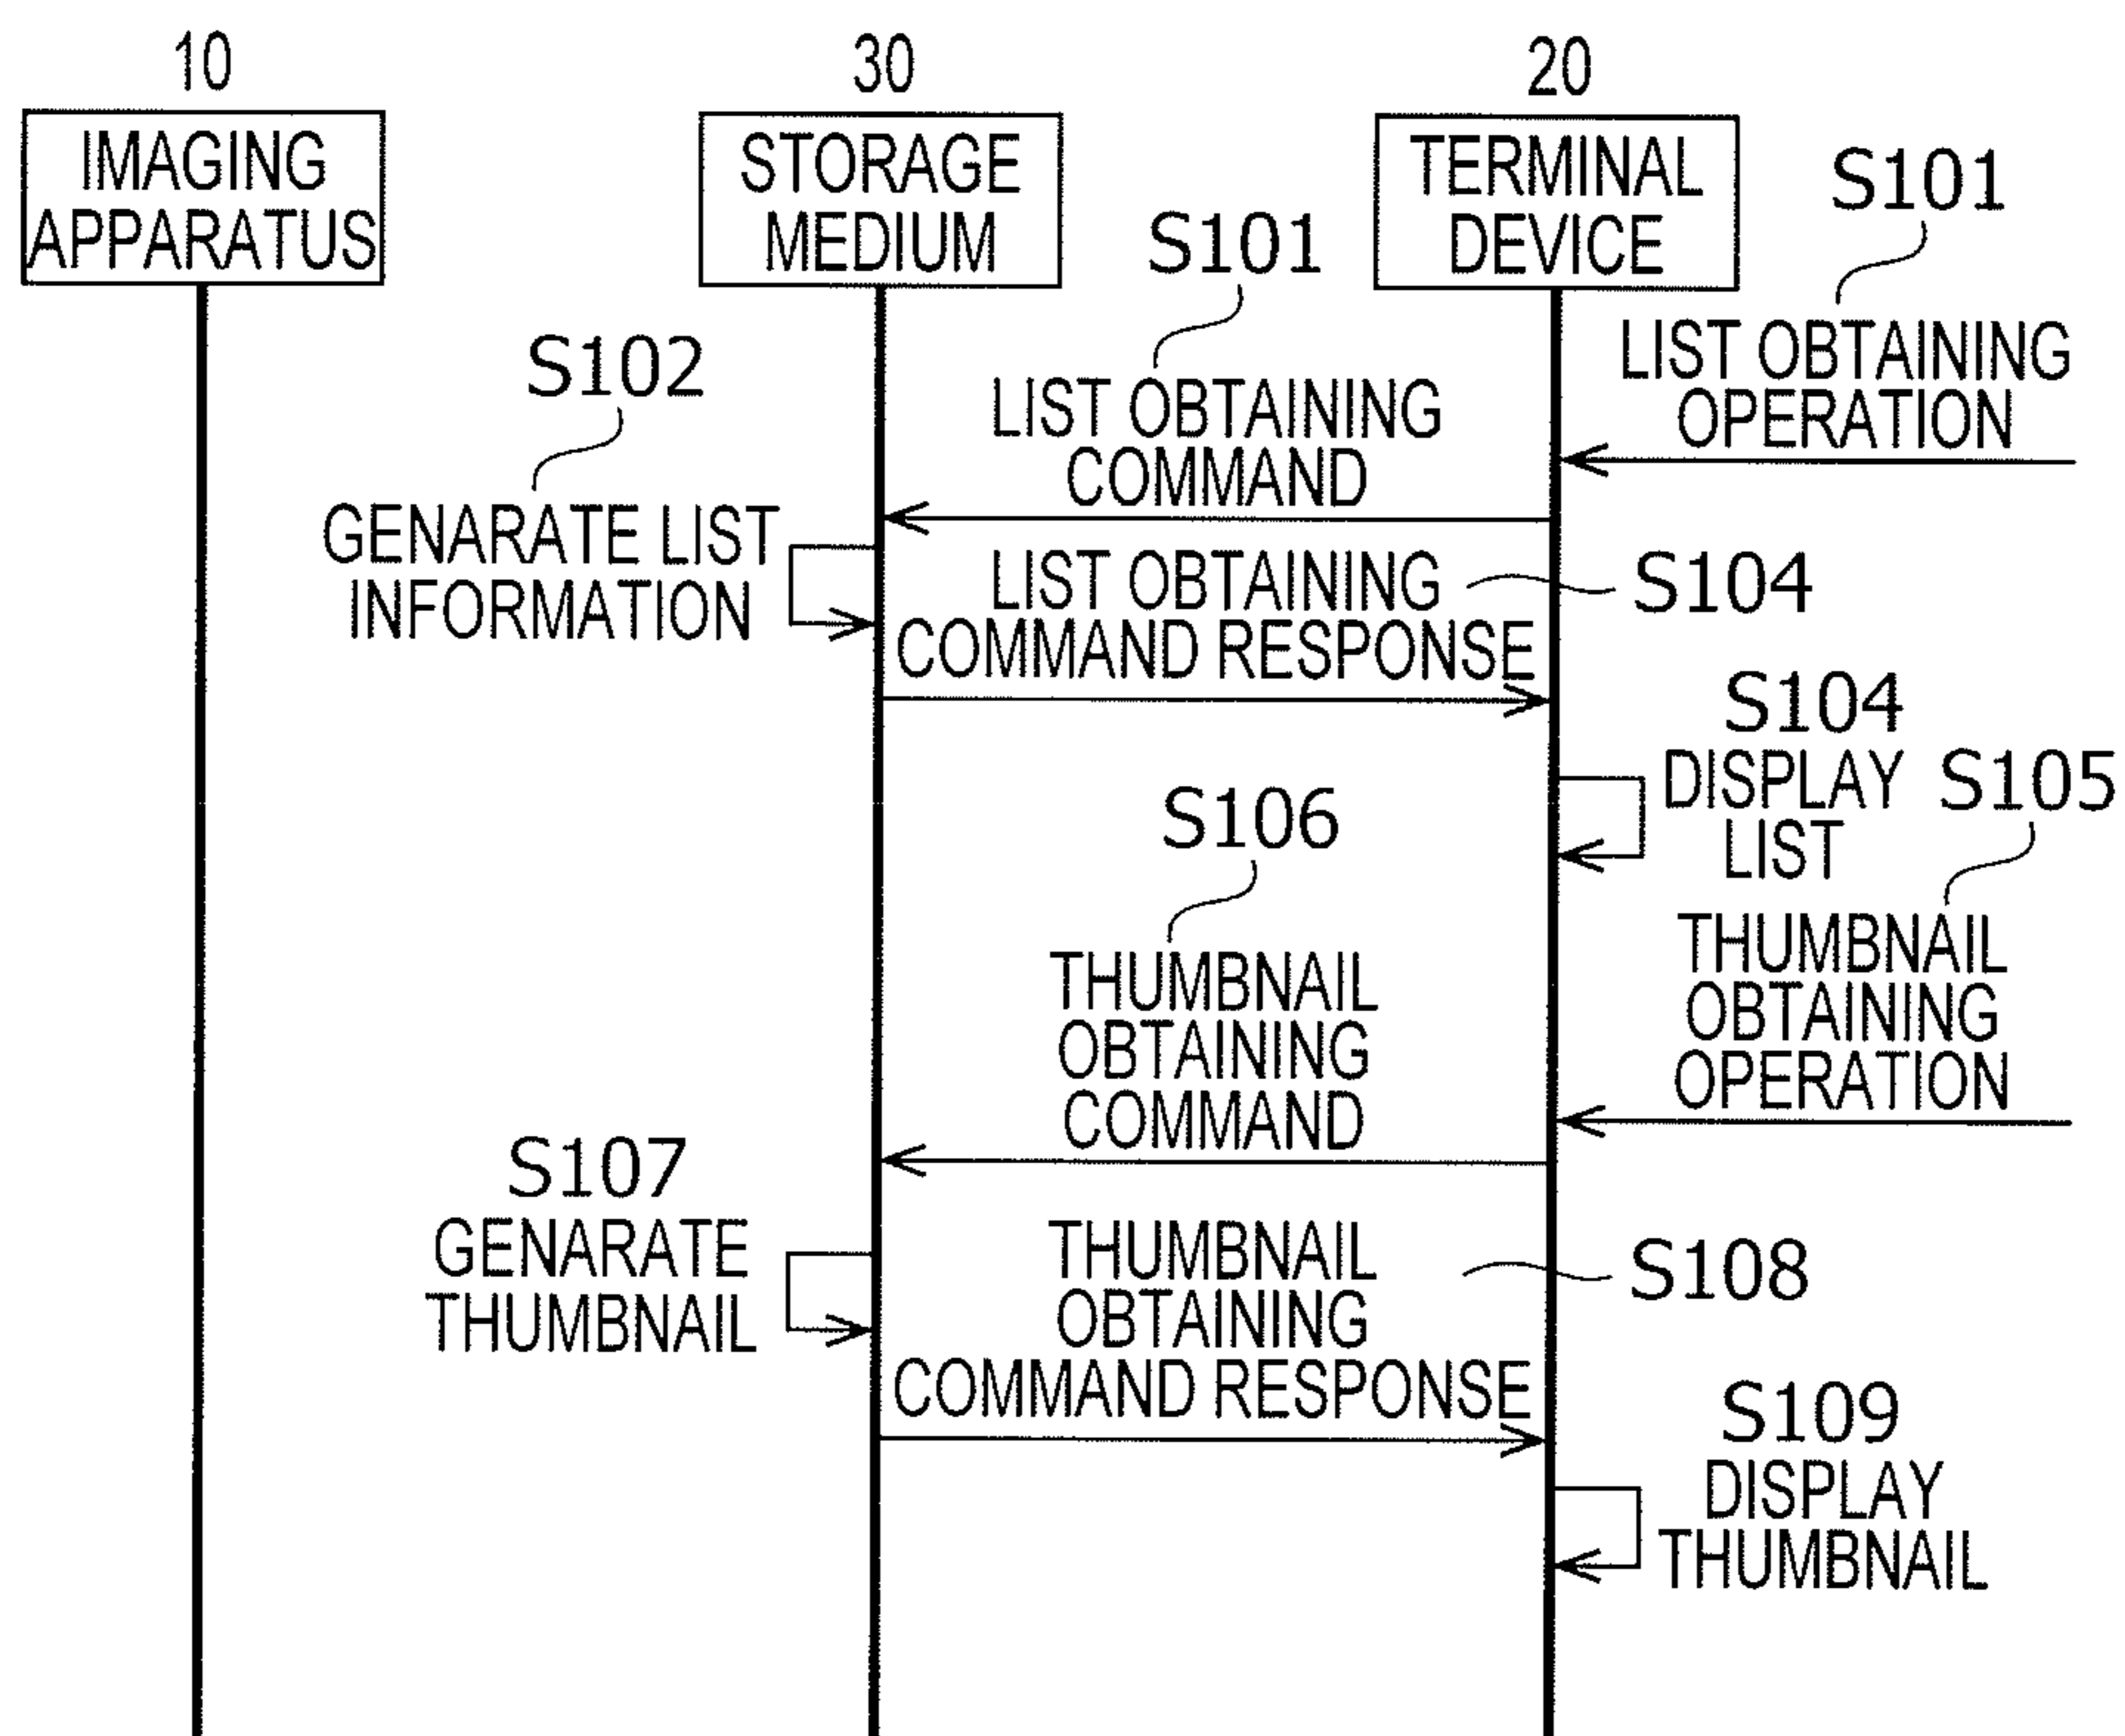 10
30
20
IMAGING
APPARATUS
STORAGE
MEDIUM
TERMINAL
DEVICE
S101
LIST OBTAINING
OPERATION
S101
LIST OBTAINING
COMMAND
S102
GENARATE LIST
INFORMATION
LIST OBTAINING
COMMAND RESPONSE
S104
S104
DISPLAY
LIST
S105
THUMBNAIL
OBTAINING
OPERATION
S106
THUMBNAIL
OBTAINING
COMMAND
S107
GENARATE
THUMBNAIL
THUMBNAIL
OBTAINING
COMMAND RESPONSE
S108
S109
DISPLAY
THUMBNAIL